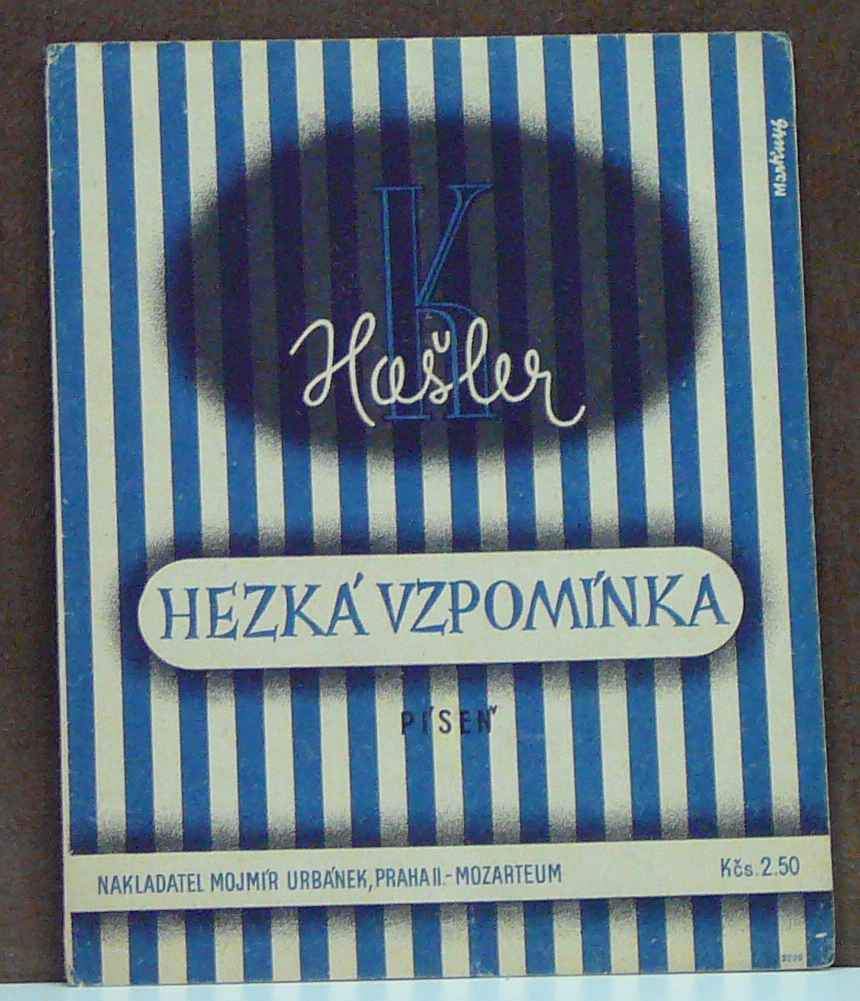 K
Hašler
HEZKÁ VZPOMÍNKA
PÍSEŇ
NAKLADATEL MOJMÍR URBÁNEK, PRAHA II.-MOZARTEUM
Kčs. 2.50